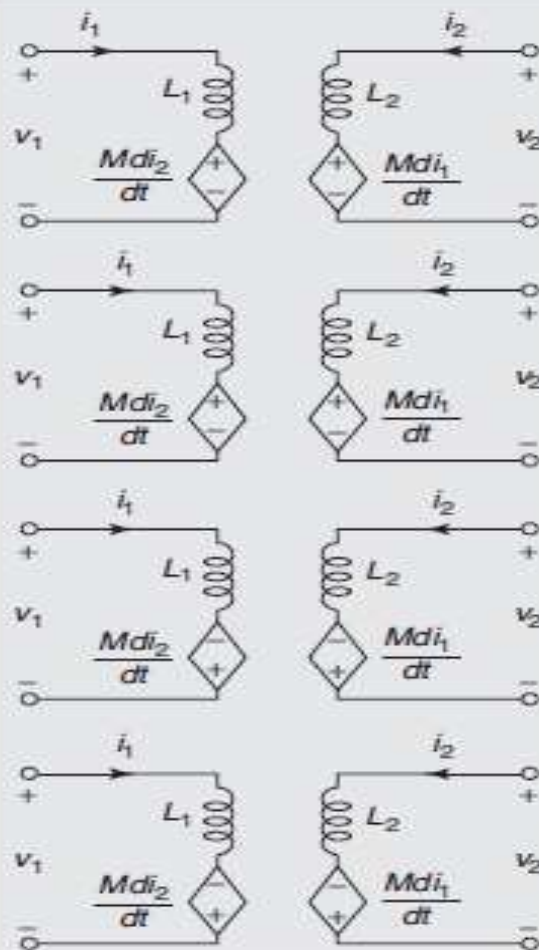 i₁ i₂
+ +
v₁ L₁ L₂ v₂
Mdi₂/dt + − + − Mdi₁/dt
− −
i₁ i₂
+ +
v₁ L₁ L₂ v₂
Mdi₂/dt + − + − Mdi₁/dt
− −
i₁ i₂
+ +
v₁ L₁ L₂ v₂
Mdi₂/dt − + − + Mdi₁/dt
− −
i₁ i₂
+ +
v₁ L₁ L₂ v₂
Mdi₂/dt − + − + Mdi₁/dt
− −